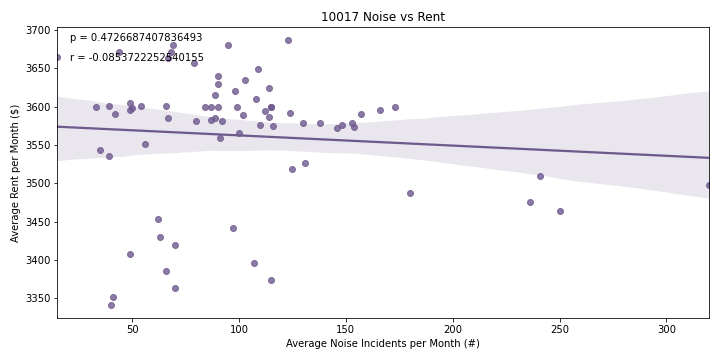 10017 Noise vs Rent
p = 0.4726687407836493
r = -0.0853722252540155
3700
3650
3600
3550
3500
3450
3400
3350
Average Rent per Month ($)
50
100
150
200
250
300
Average Noise Incidents per Month (#)